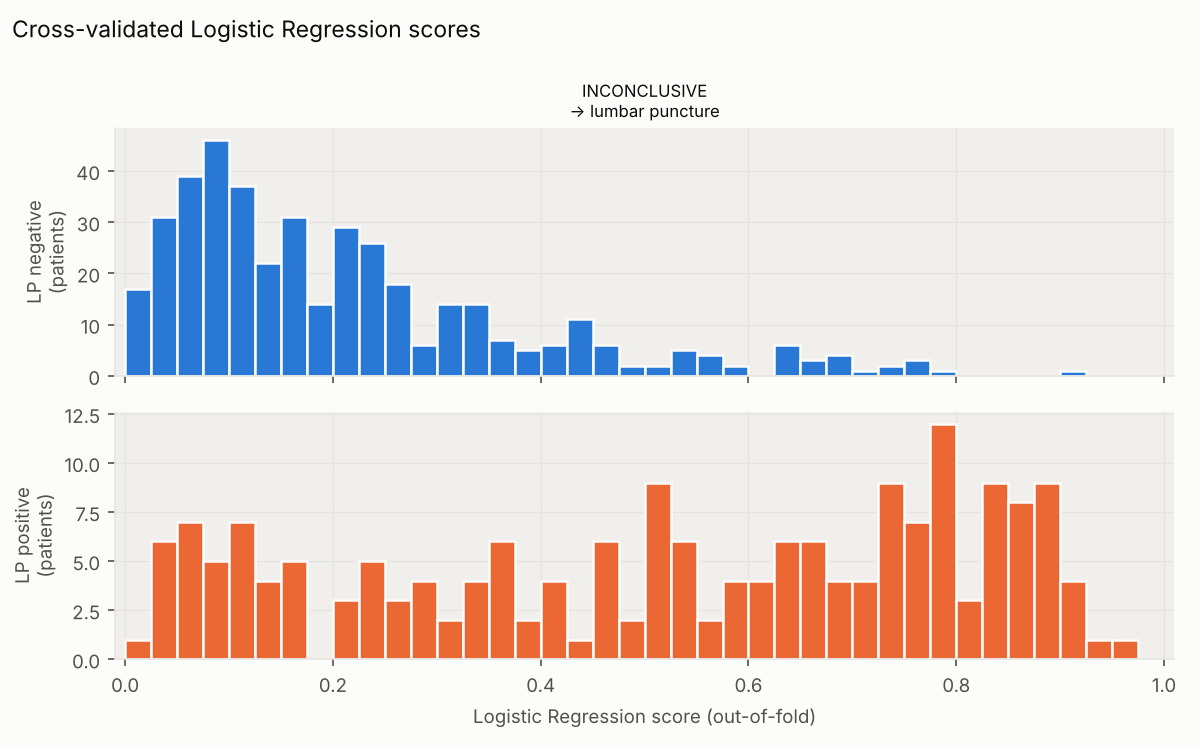 Cross-validated Logistic Regression scores
INCONCLUSIVE
→ lumbar puncture
LP negative
(patients)
40
30
20
10
0
LP positive
(patients)
12.5
10.0
7.5
5.0
2.5
0.0
0.0 0.2 0.4 0.6 0.8 1.0
Logistic Regression score (out-of-fold)